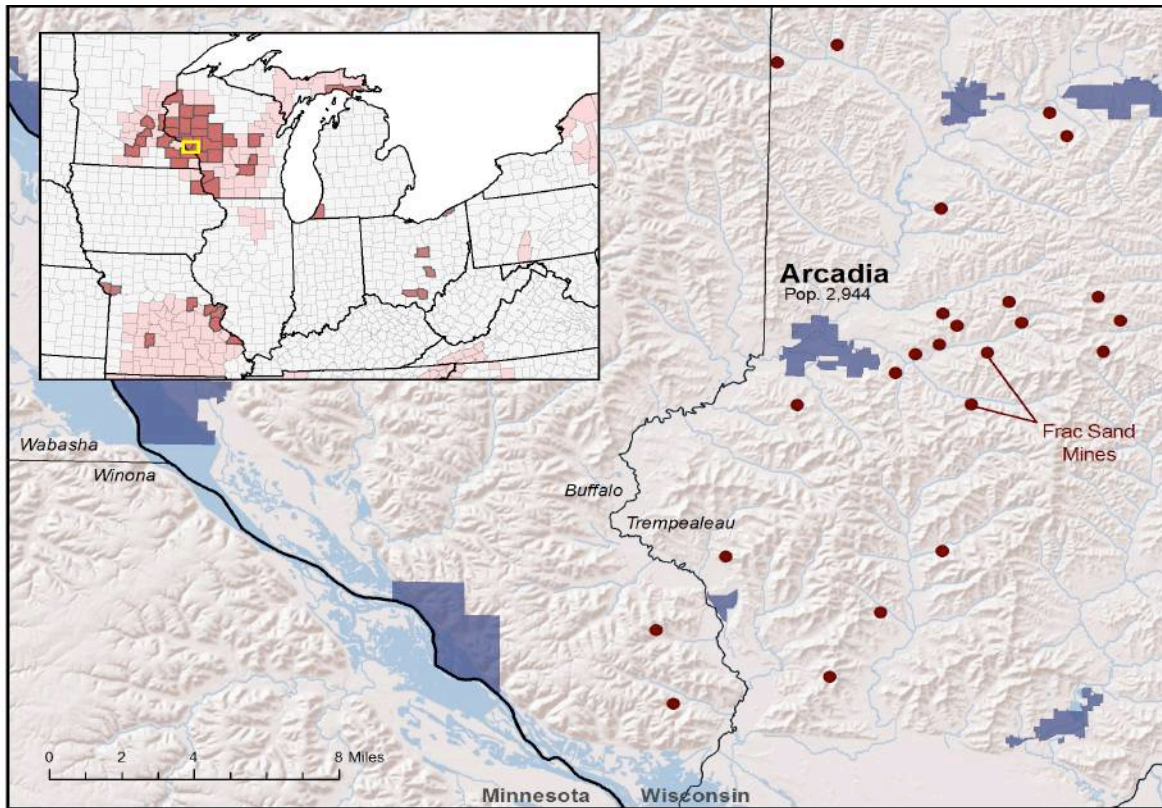 Arcadia
Pop. 2,944
Frac Sand
Mines
Wabasha
Winona
Buffalo
Trempealeau
0 2 4 8 Miles
Minnesota Wisconsin